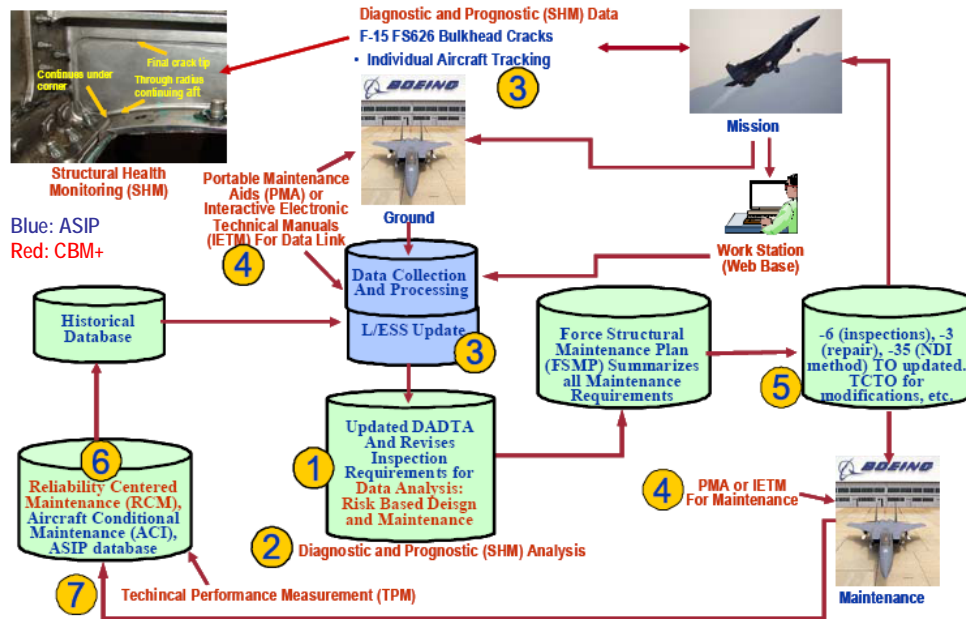 Diagnostic and Prognostic (SHM) Data
F-15 FS626 Bulkhead Cracks
• Individual Aircraft Tracking
3
Final crack tip
Continues under
corner
Through radius
continuing aft
Structural Health
Monitoring (SHM)
BOEING
Mission
Portable Maintenance
Aids (PMA) or
Interactive Electronic
Technical Manuals
(IETM) For Data Link
4
Ground
Blue: ASIP
Red: CBM+
Work Station
(Web Base)
Data Collection
And Processing
L/ESS Update
3
Historical
Database
Force Structural
Maintenance Plan
(FSMP) Summarizes
all Maintenance
Requirements
-6 (inspections), -3
(repair), -35 (NDI
method) TO updated.
TCTO for
modifications, etc.
5
1
Updated DADTA
And Revises
Inspection
Requirements for
Data Analysis:
Risk Based Deisgn
and Maintenance
2
Diagnostic and Prognostic (SHM) Analysis
6
Reliability Centered
Maintenance (RCM),
Aircraft Conditional
Maintenance (ACI),
ASIP database
7
Techincal Performance Measurement (TPM)
4
PMA or IETM
For Maintenance
BOEING
Maintenance